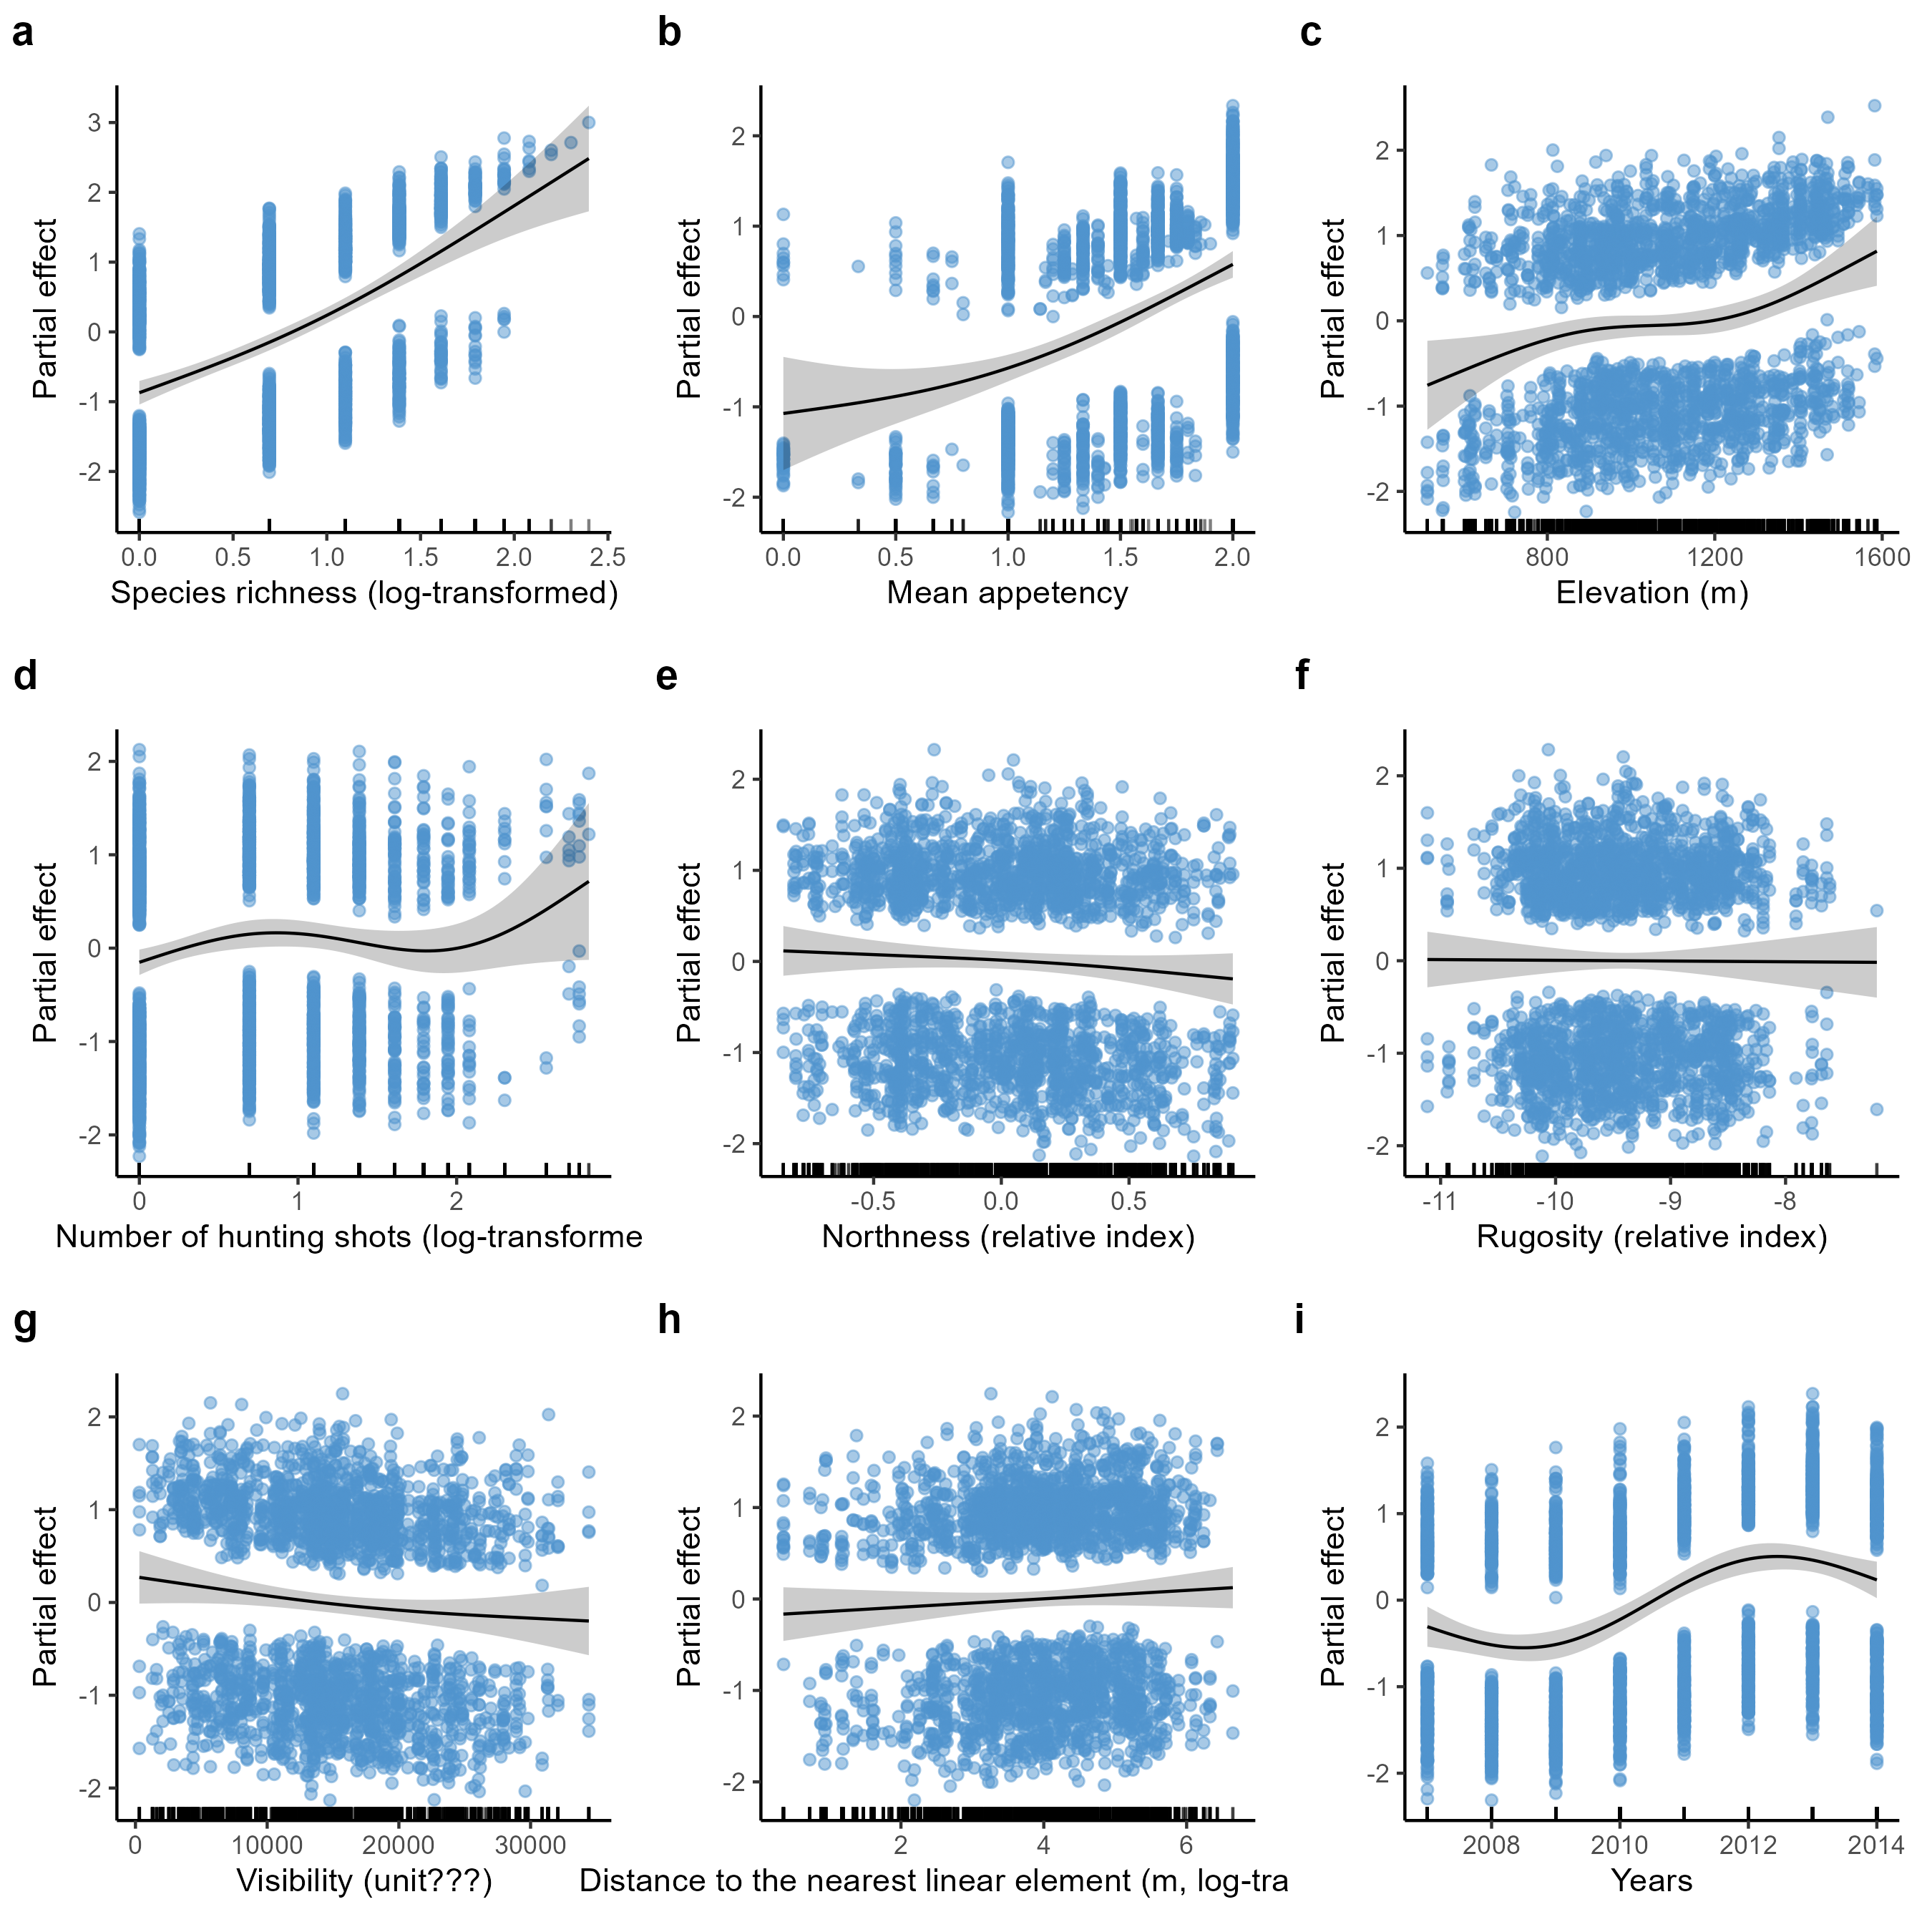 a
b
c
Partial effect
3
2
1
0
-1
-2
0.0 0.5 1.0 1.5 2.0 2.5
Species richness (log-transformed)
Partial effect
2
1
0
-1
-2
0.0 0.5 1.0 1.5 2.0
Mean appetency
Partial effect
2
1
0
-1
-2
800 1200 1600
Elevation (m)
d
e
f
Partial effect
2
1
0
-1
-2
0 1 2
Number of hunting shots (log-transforme
Partial effect
2
1
0
-1
-2
-0.5 0.0 0.5
Northness (relative index)
Partial effect
2
1
0
-1
-2
-11 -10 -9 -8
Rugosity (relative index)
g
h
i
Partial effect
2
1
0
-1
-2
0 10000 20000 30000
Visibility (unit???)
Partial effect
2
1
0
-1
-2
2 4 6
Distance to the nearest linear element (m, log-tra
Partial effect
2
1
0
-1
-2
2008 2010 2012 2014
Years